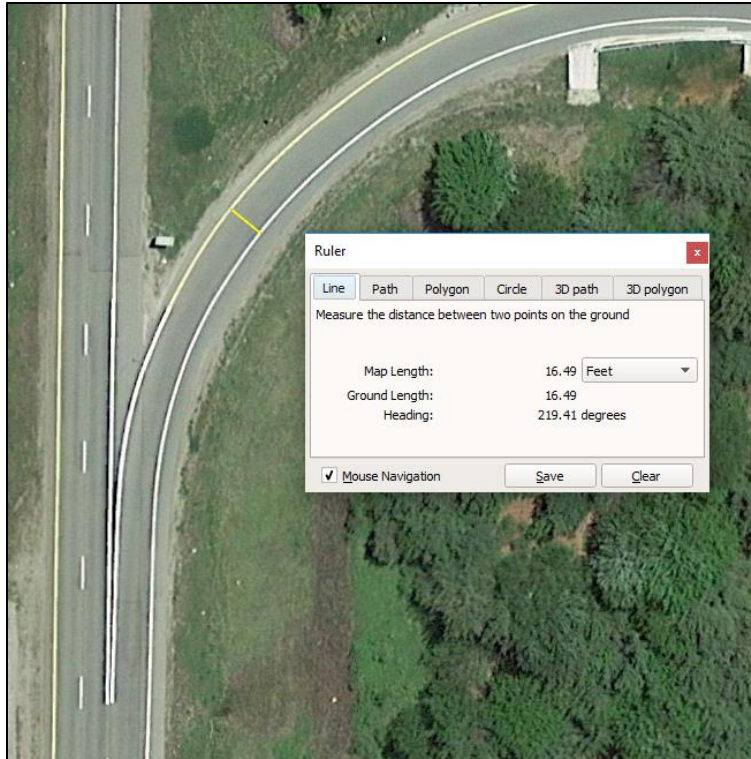 Ruler x
Line Path Polygon Circle 3D path 3D polygon
Measure the distance between two points on the ground
Map Length: 16.49 Feet
Ground Length: 16.49
Heading: 219.41 degrees
Mouse Navigation Save Clear